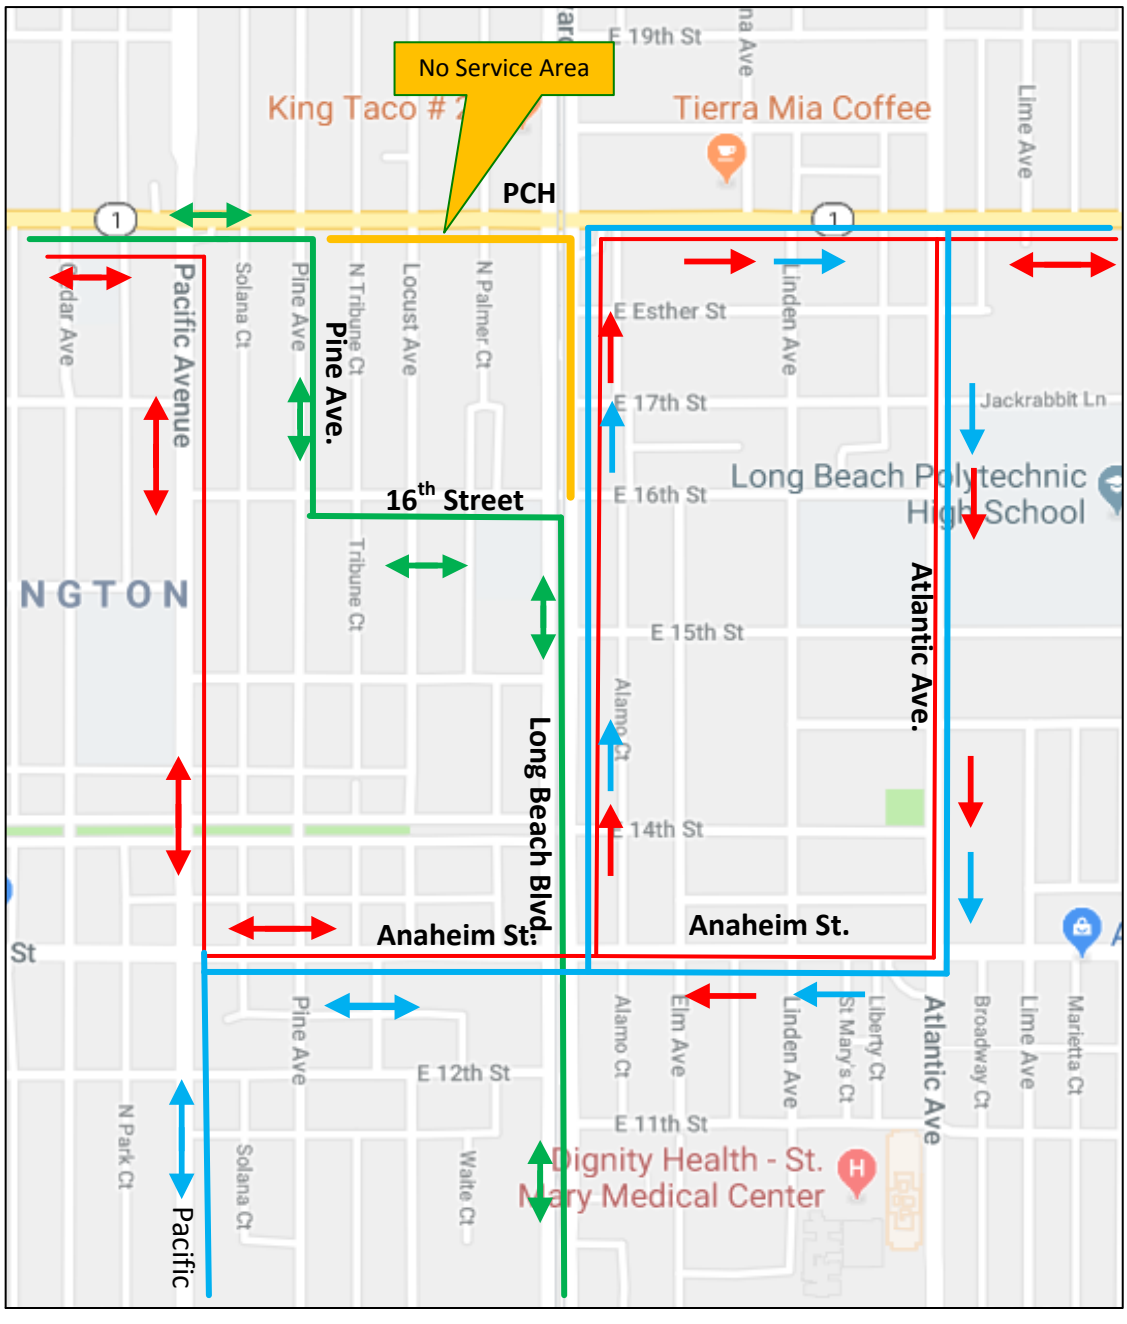 E 19th St
na Ave
No Service Area
King Taco # 2
Tierra Mia Coffee
Lime Ave
PCH
1
1
Pacific Avenue
Solana Ct
Pine Ave
N Tribune Ct
Locust Ave
N Palmer Ct
Linden Ave
E Esther St
Pine Ave.
E 17th St
Jackrabbit Ln
Long Beach Polytechnic
High School
16th Street
E 16th St
Tribune Ct
NGTON
Atlantic Ave.
E 15th St
Alamo Ct
Long Beach Blvd.
E 14th St
Anaheim St.
Anaheim St.
St
A
Pine Ave
Alamo Ct
Elm Ave
Linden Ave
St Mary's Ct
Liberty Ct
Atlantic Ave
Broadway Ct
Lime Ave
Marietta Ct
E 12th St
N Park Ct
E 11th St
Solana Ct
Waite Ct
Dignity Health - St.
Mary Medical Center
H
Pacific